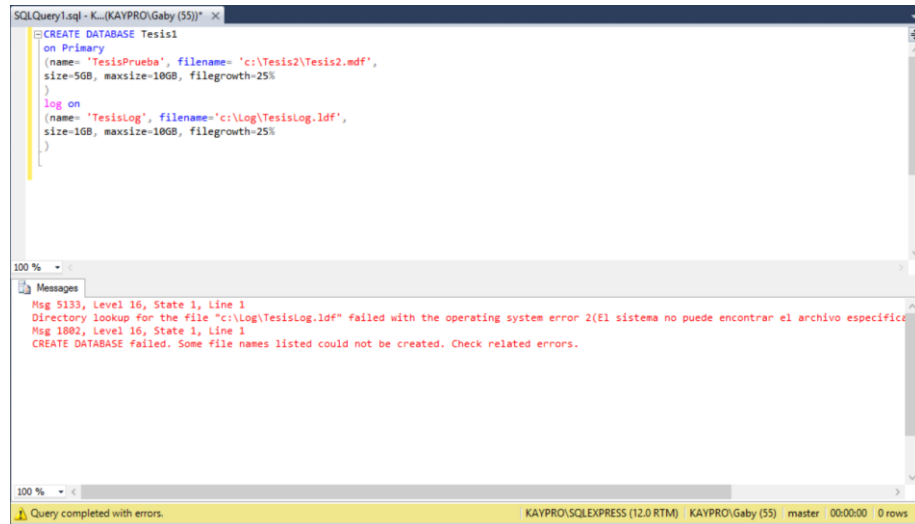 SQLQuery1.sql - K...(KAYPRO\Gaby (55))* ×
CREATE DATABASE Tesis1
on Primary
(name= 'TesisPrueba', filename= 'c:\Tesis2\Tesis2.mdf',
size=5GB, maxsize=10GB, filegrowth=25%
)
log on
(name= 'TesisLog', filename='c:\Log\TesisLog.ldf',
size=1GB, maxsize=10GB, filegrowth=25%
)
100 %
Messages
Msg 5133, Level 16, State 1, Line 1
Directory lookup for the file "c:\Log\TesisLog.ldf" failed with the operating system error 2(El sistema no puede encontrar el archivo especifica
Msg 1802, Level 16, State 1, Line 1
CREATE DATABASE failed. Some file names listed could not be created. Check related errors.
100 %
Query completed with errors. KAYPRO\SQLEXPRESS (12.0 RTM) KAYPRO\Gaby (55) master 00:00:00 0 rows